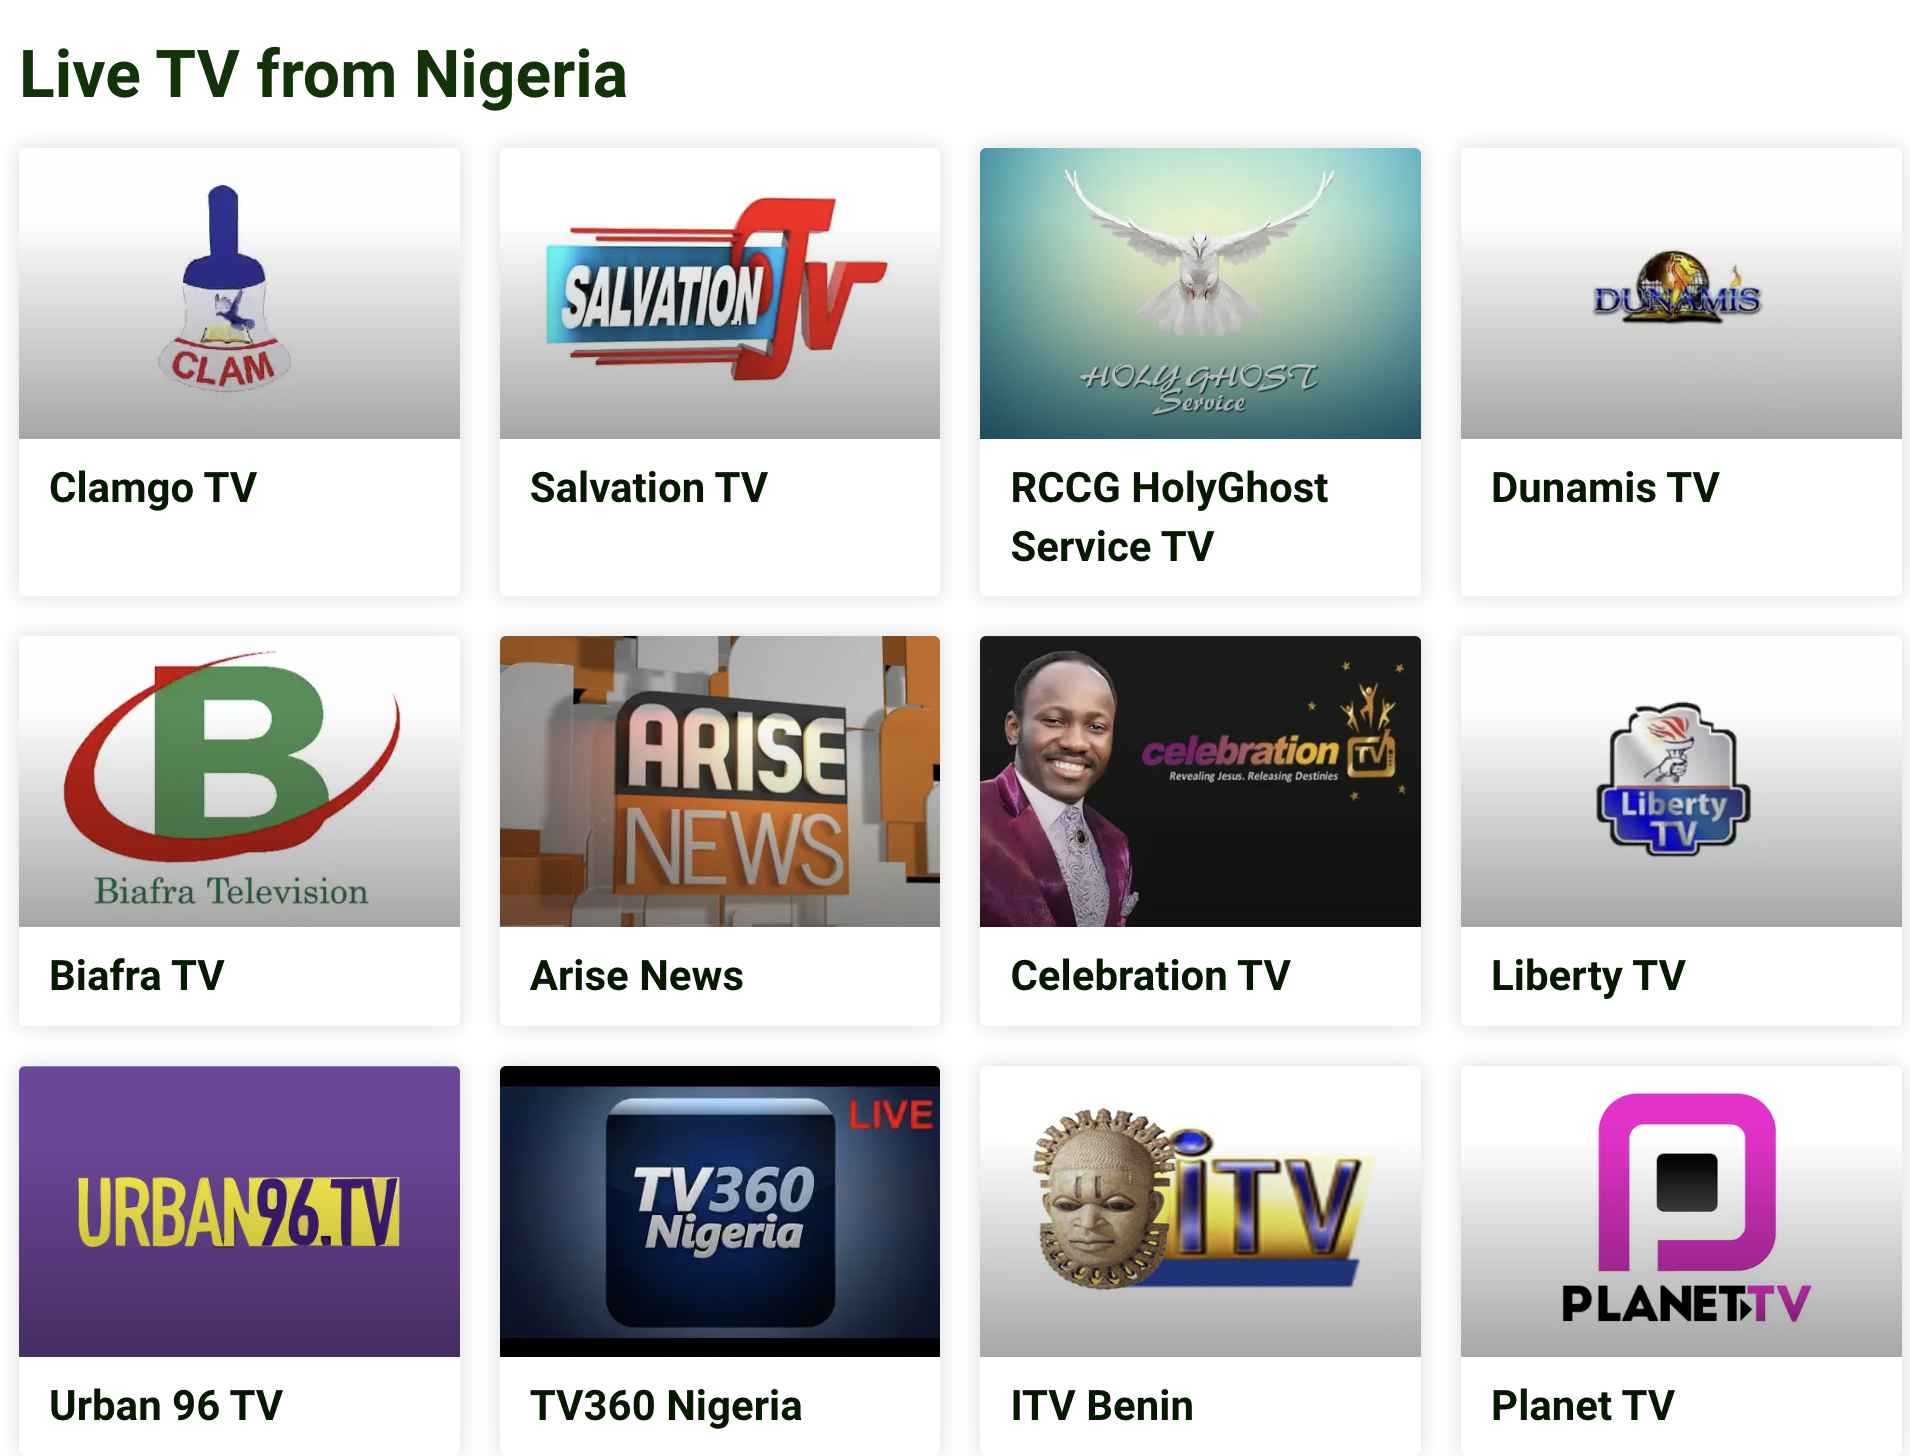 Live TV from Nigeria
CLAM
SALVATION TV
HOLY GHOST
Service
DUNAMIS
Clamgo TV
Salvation TV
RCCG HolyGhost
Service TV
Dunamis TV
B
Biafra Television
ARISE
NEWS
celebration TV
Revealing Jesus. Releasing Destinies
Liberty
TV
Biafra TV
Arise News
Celebration TV
Liberty TV
URBAN96.TV
LIVE
TV360
Nigeria
iTV
PLANETTV
Urban 96 TV
TV360 Nigeria
ITV Benin
Planet TV